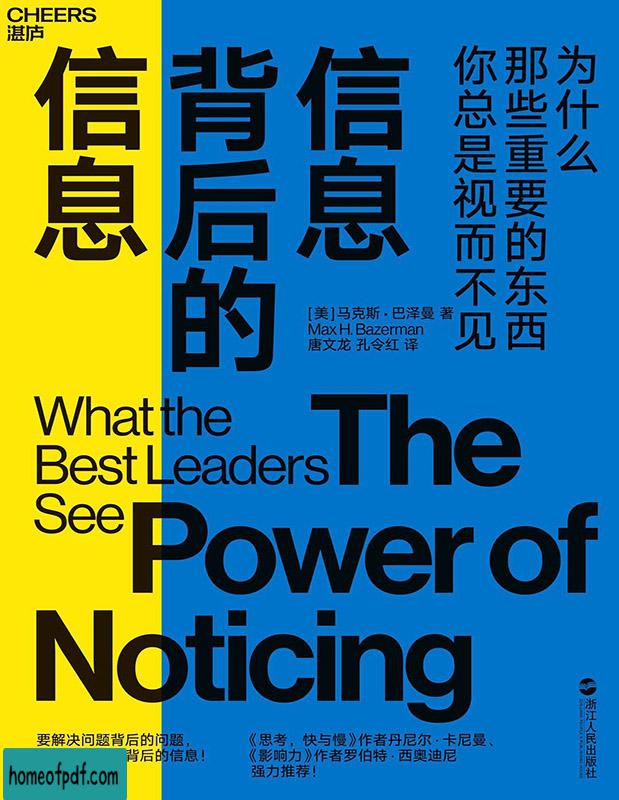 CHEERS
湛庐
信息
背后的
信息
为什么
那些重要的东西
你总是视而不见
[美]马克斯·巴泽曼 著
Max H. Bazerman
唐文龙 孔令红 译
What the
Best Leaders
See
The
Power of
Noticing
要解决问题背后的问题，
背后的信息！
《思考，快与慢》作者丹尼尔·卡尼曼、
《影响力》作者罗伯特·西奥迪尼
强力推荐！
浙江人民出版社
homeofpdf.com